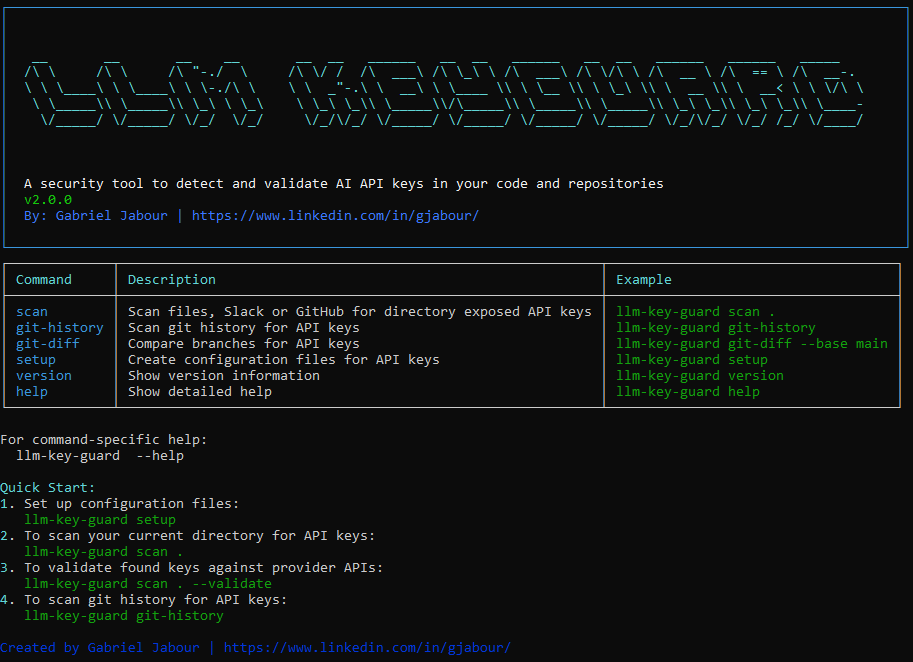 LLM KEYGUARD
A security tool to detect and validate AI API keys in your code and repositories
v2.0.0
By: Gabriel Jabour | https://www.linkedin.com/in/gjabour/
Command Description Example
scan Scan files, Slack or GitHub for directory exposed API keys llm-key-guard scan .
git-history Scan git history for API keys llm-key-guard git-history
git-diff Compare branches for API keys llm-key-guard git-diff --base main
setup Create configuration files for API keys llm-key-guard setup
version Show version information llm-key-guard version
help Show detailed help llm-key-guard help
For command-specific help:
llm-key-guard  --help
Quick Start:
1. Set up configuration files:
llm-key-guard setup
2. To scan your current directory for API keys:
llm-key-guard scan .
3. To validate found keys against provider APIs:
llm-key-guard scan . --validate
4. To scan git history for API keys:
llm-key-guard git-history
Created by Gabriel Jabour | https://www.linkedin.com/in/gjabour/